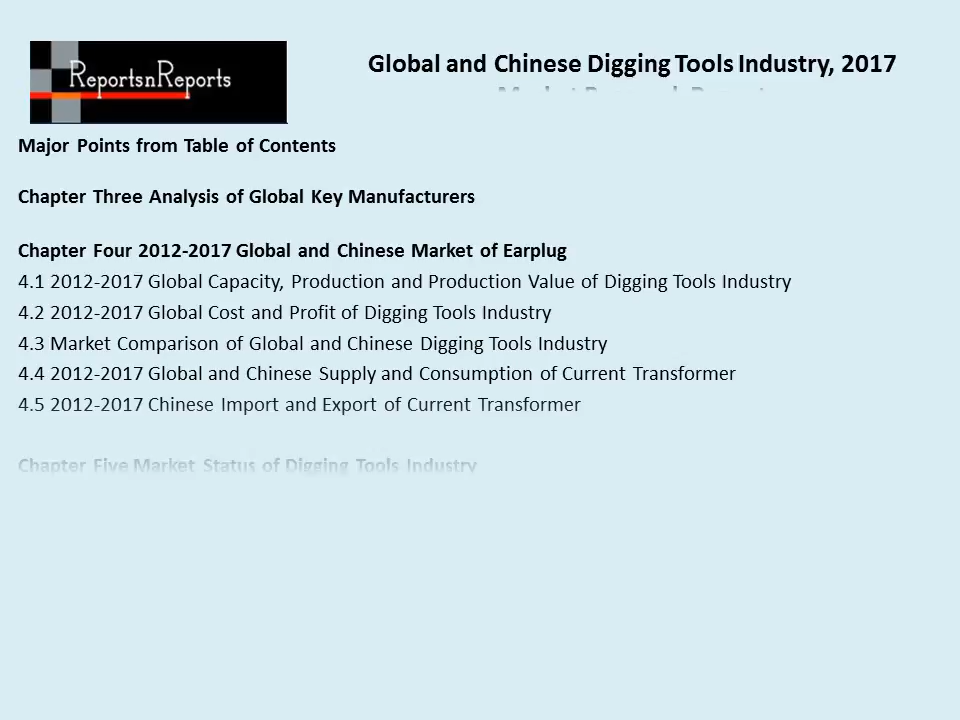 ReportsnReports
Global and Chinese Digging Tools Industry, 2017
Major Points from Table of Contents
Chapter Three Analysis of Global Key Manufacturers
Chapter Four 2012-2017 Global and Chinese Market of Earplug
4.1 2012-2017 Global Capacity, Production and Production Value of Digging Tools Industry
4.2 2012-2017 Global Cost and Profit of Digging Tools Industry
4.3 Market Comparison of Global and Chinese Digging Tools Industry
4.4 2012-2017 Global and Chinese Supply and Consumption of Current Transformer
4.5 2012-2017 Chinese Import and Export of Current Transformer
Chapter Five Market Status of Digging Tools Industry